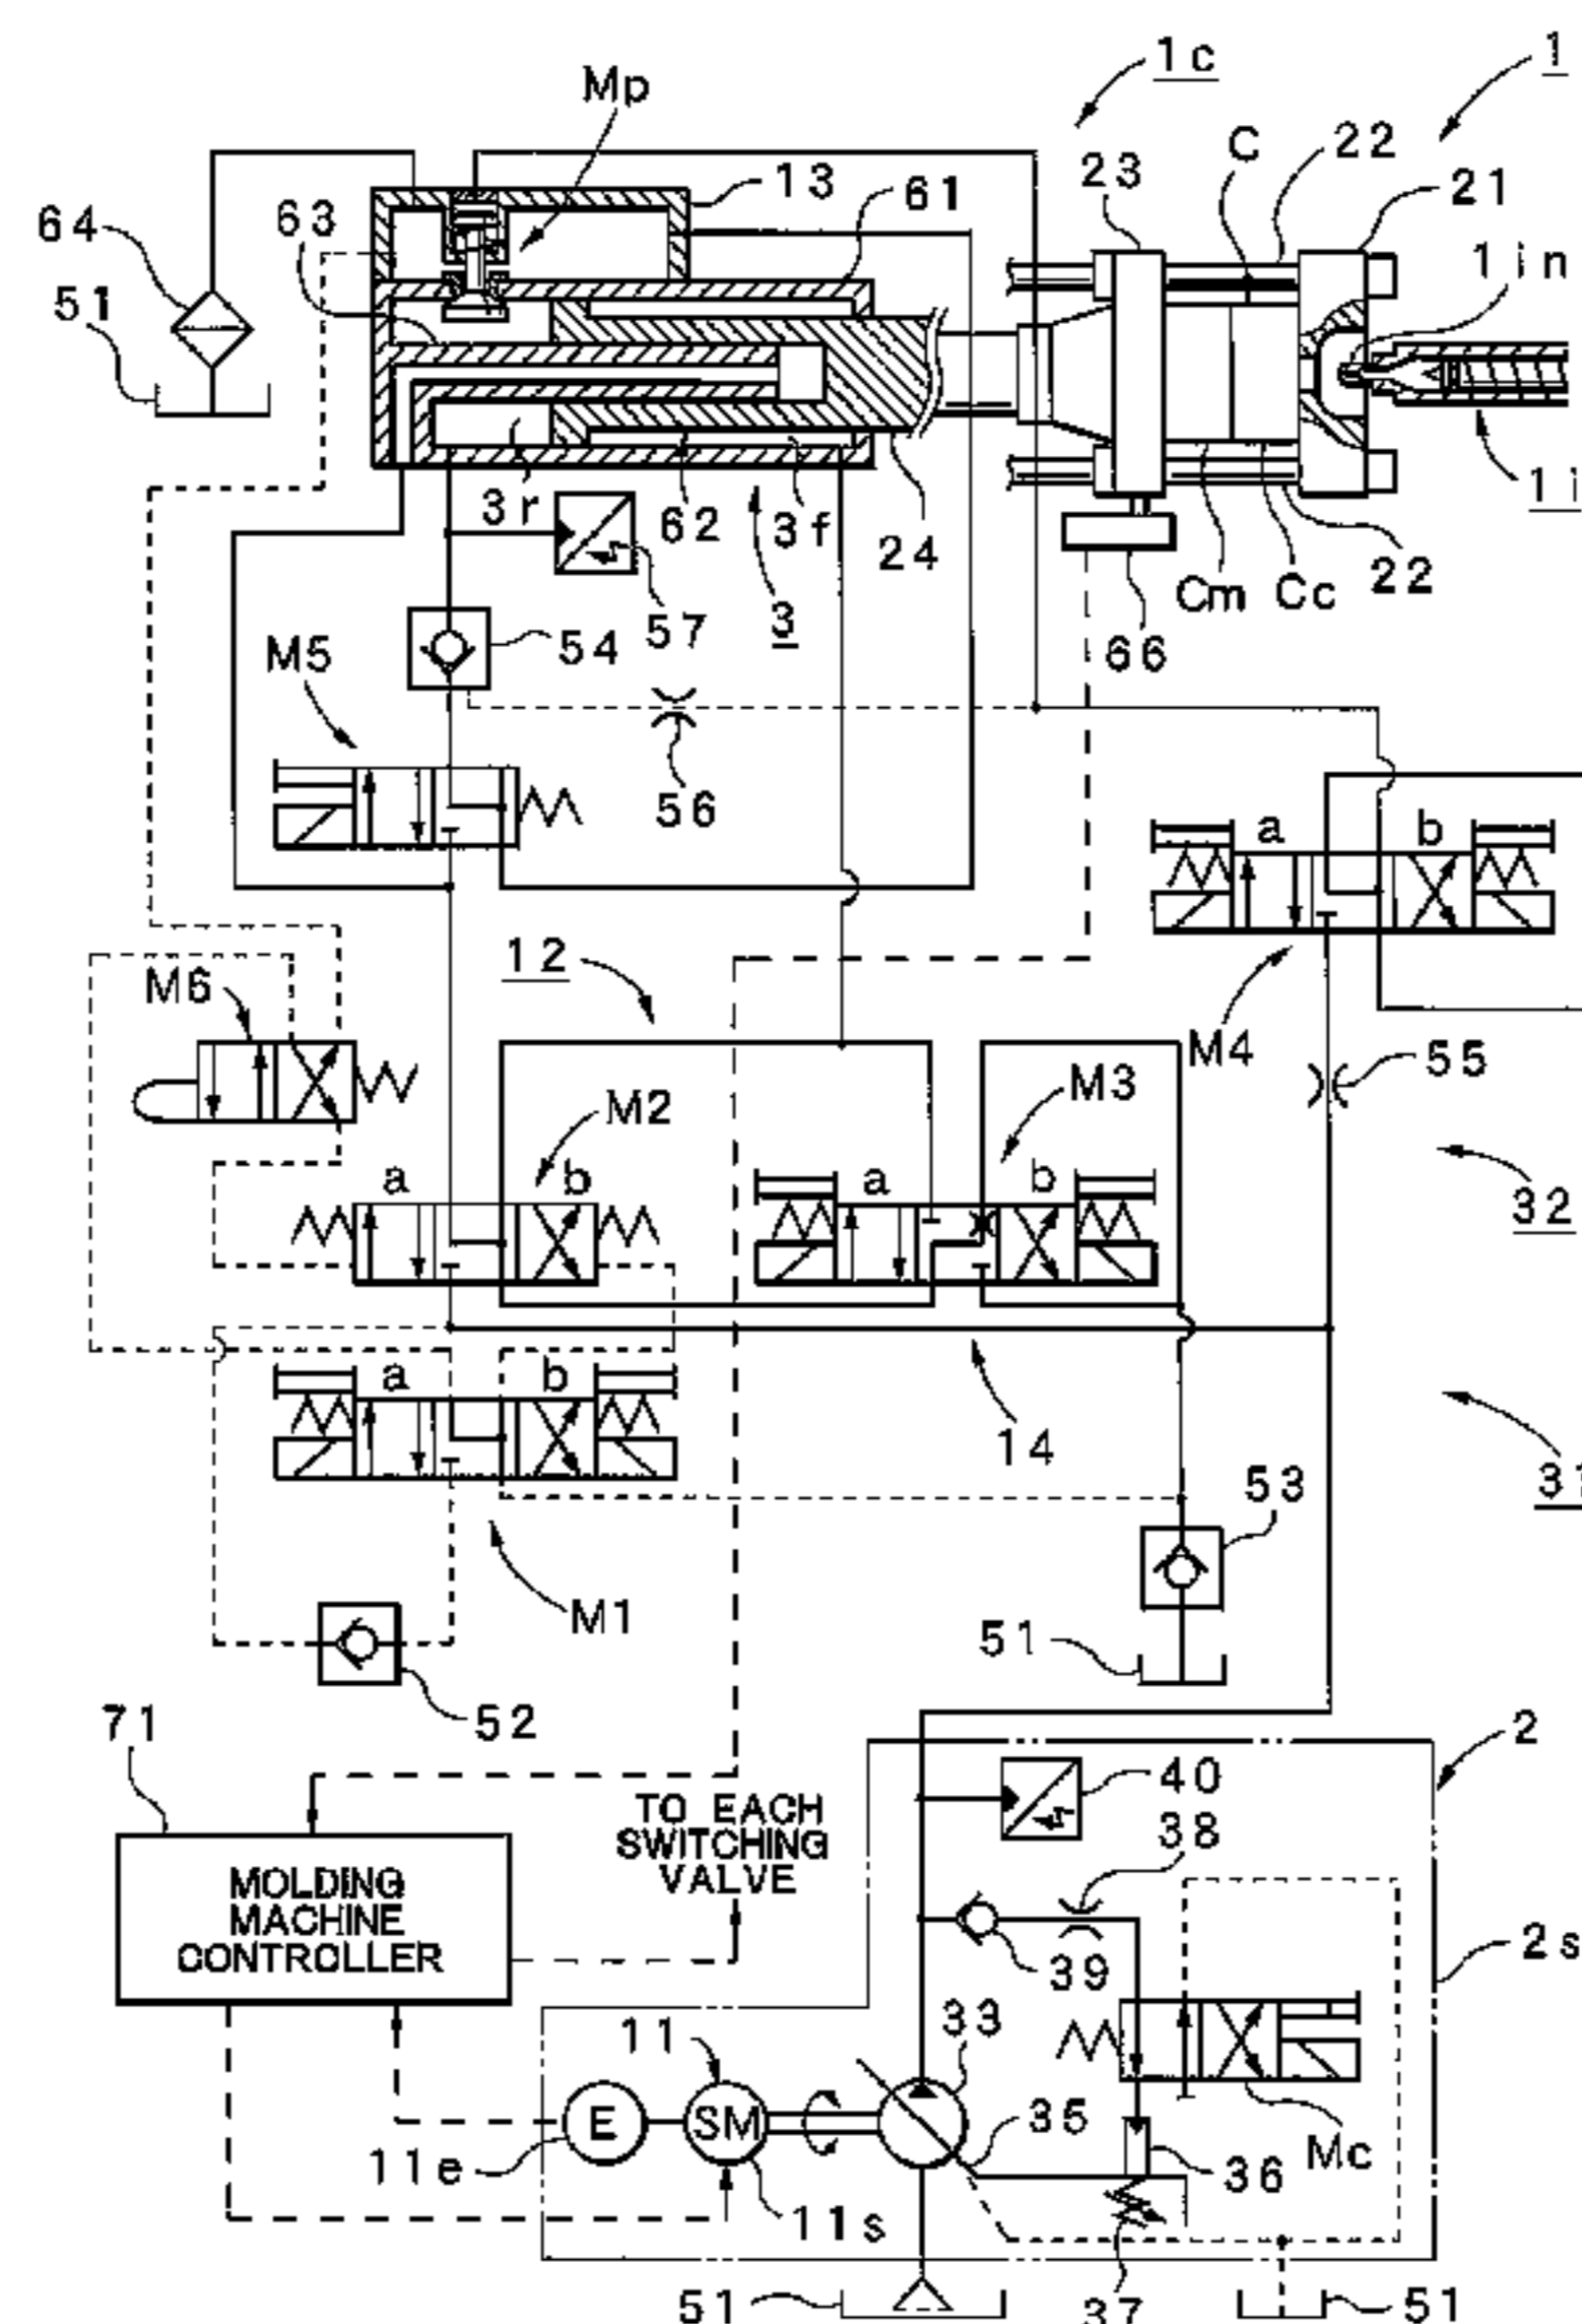 1c
1
Mp
C
22
23
13
61
21
64
63
1in
51
3r
62
3f
24
1i
22
Cm
Cc
57
3
54
66
M5
56
a
b
12
M6
M4
55
M3
M2
a
b
a
b
32
a
b
14
53
M1
51
52
71
2
40
TO EACH
SWITCHING
VALVE
38
MOLDING
MACHINE
CONTROLLER
39
2s
11
33
E
SM
35
36
Mc
11e
11s
51
37
51